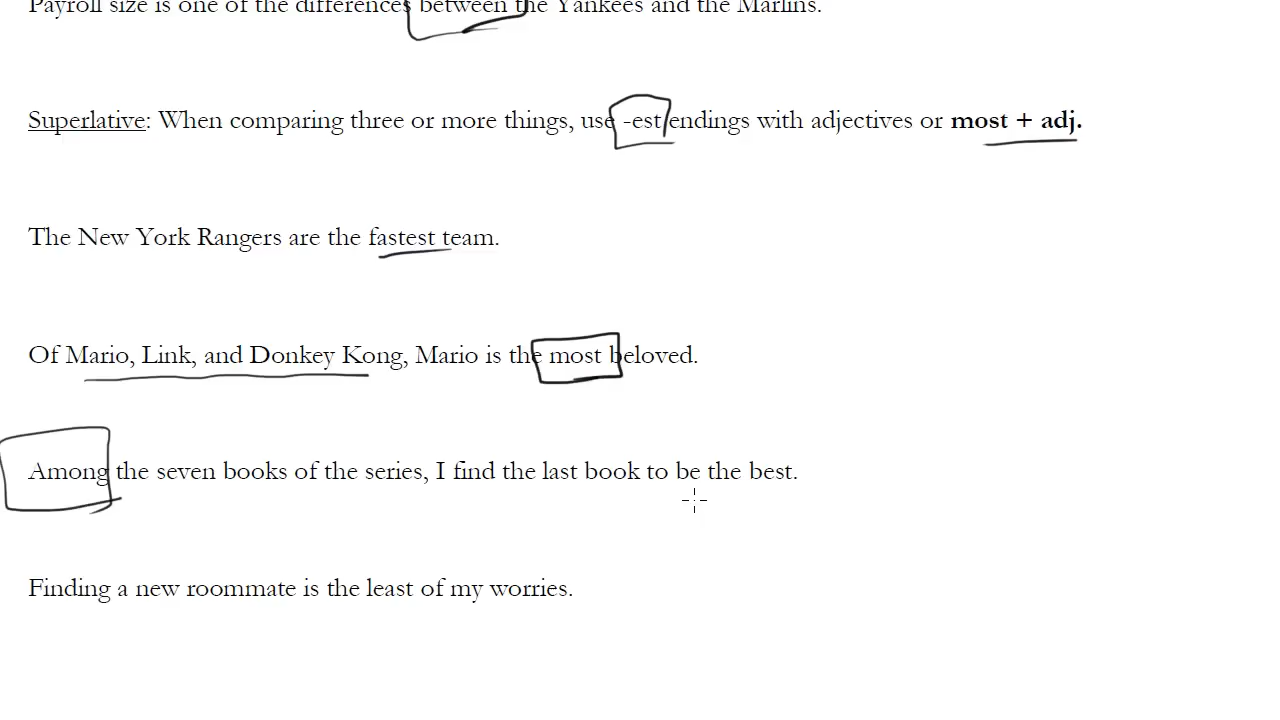 Payroll size is one of the differences between the Yankees and the Marlins.
Superlative: When comparing three or more things, use -est endings with adjectives or most + adj.
The New York Rangers are the fastest team.
Of Mario, Link, and Donkey Kong, Mario is the most beloved.
Among the seven books of the series, I find the last book to be the best.
Finding a new roommate is the least of my worries.